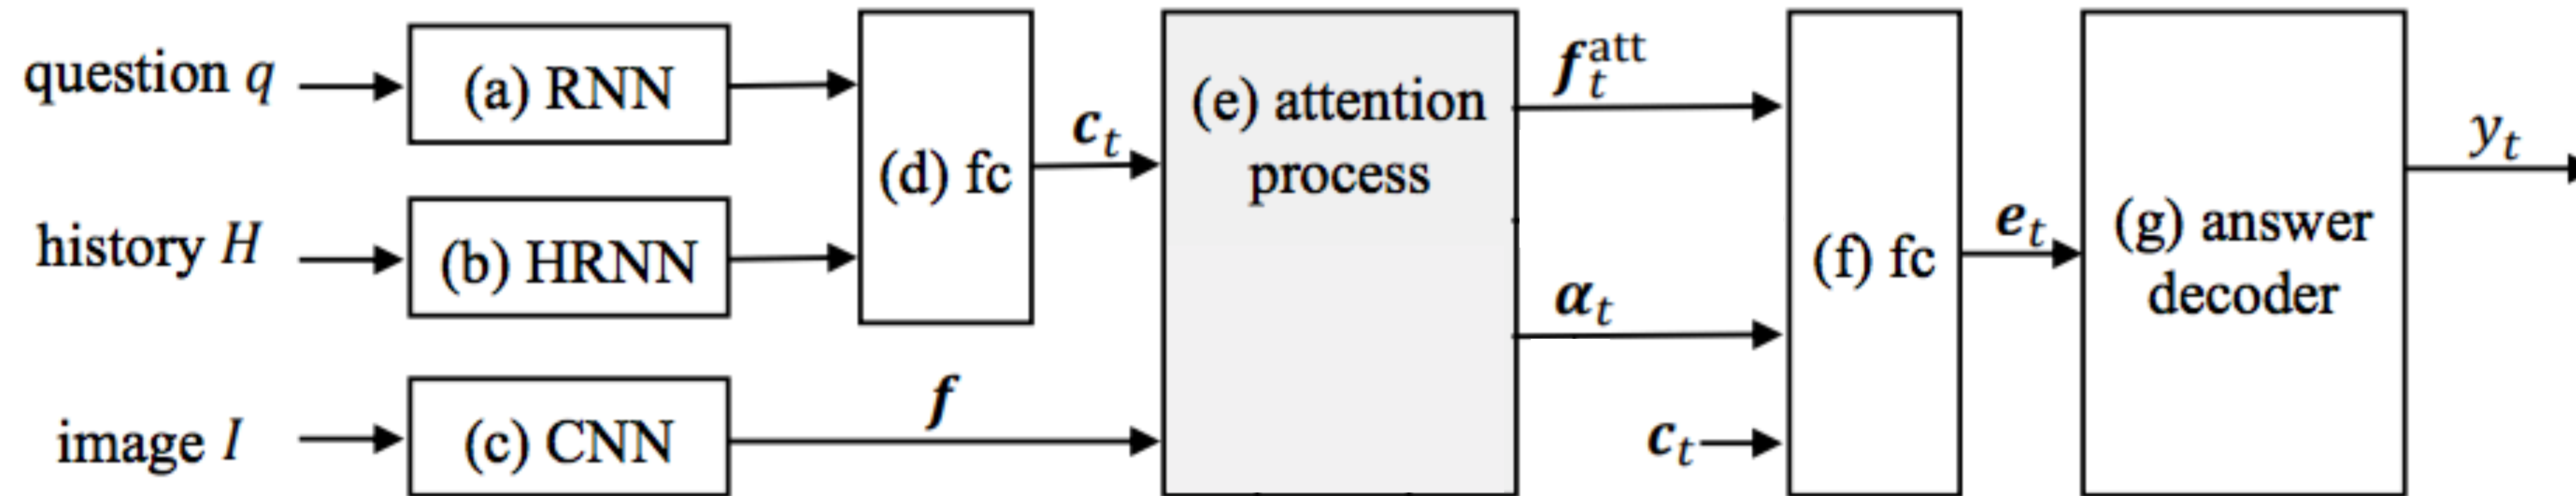 question q
(a) RNN
history H
(b) HRNN
image I
(c) CNN
(d) fc
c_t
f
(e) attention
process
f_t^att
α_t
c_t
(f) fc
e_t
(g) answer
decoder
y_t